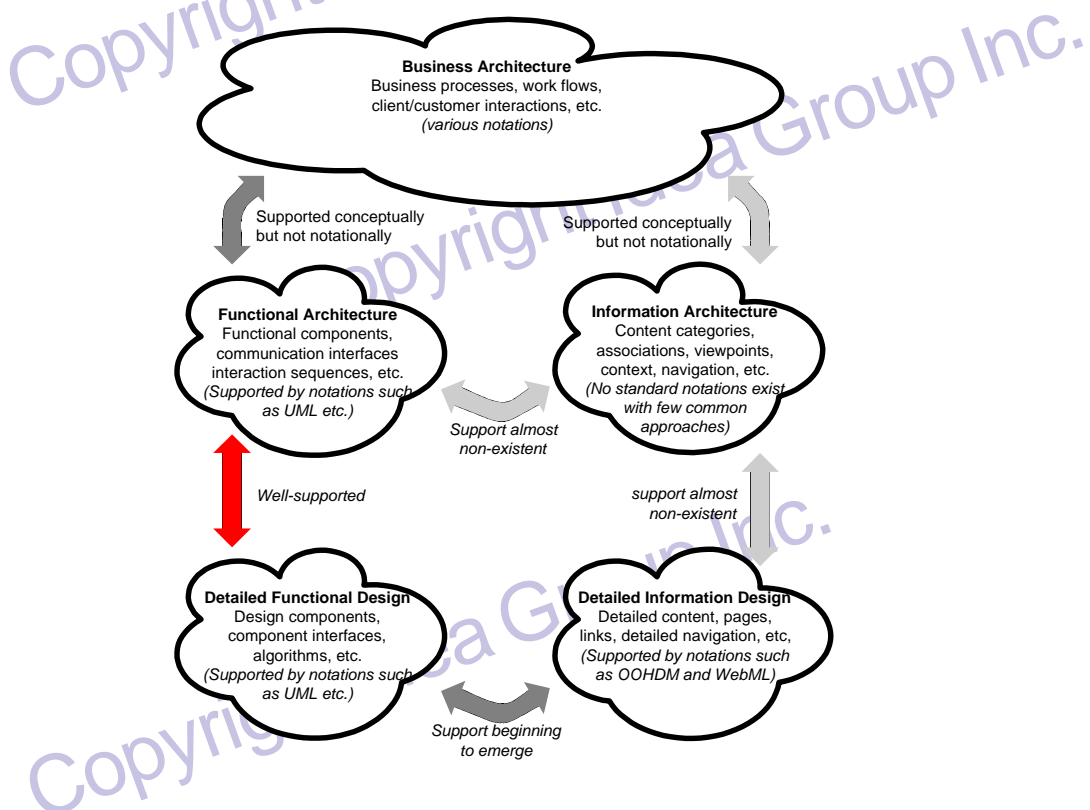 Copyright Idea Group Inc.
Business Architecture
Business processes, work flows,
client/customer interactions, etc.
(various notations)
Supported conceptually
but not notationally
Supported conceptually
but not notationally
Copyright Idea Group Inc.
Functional Architecture
Functional components,
communication interfaces
interaction sequences, etc.
(Supported by notations such
as UML etc.)
Information Architecture
Content categories,
associations, viewpoints,
context, navigation, etc.
(No standard notations exist
with few common
approaches)
Support almost
non-existent
Well-supported
support almost
non-existent
Detailed Functional Design
Design components,
component interfaces,
algorithms, etc.
(Supported by notations such
as UML etc.)
Detailed Information Design
Detailed content, pages,
links, detailed navigation, etc,
(Supported by notations such
as OOHDM and WebML)
Support beginning
to emerge
Copyright Idea Group Inc.